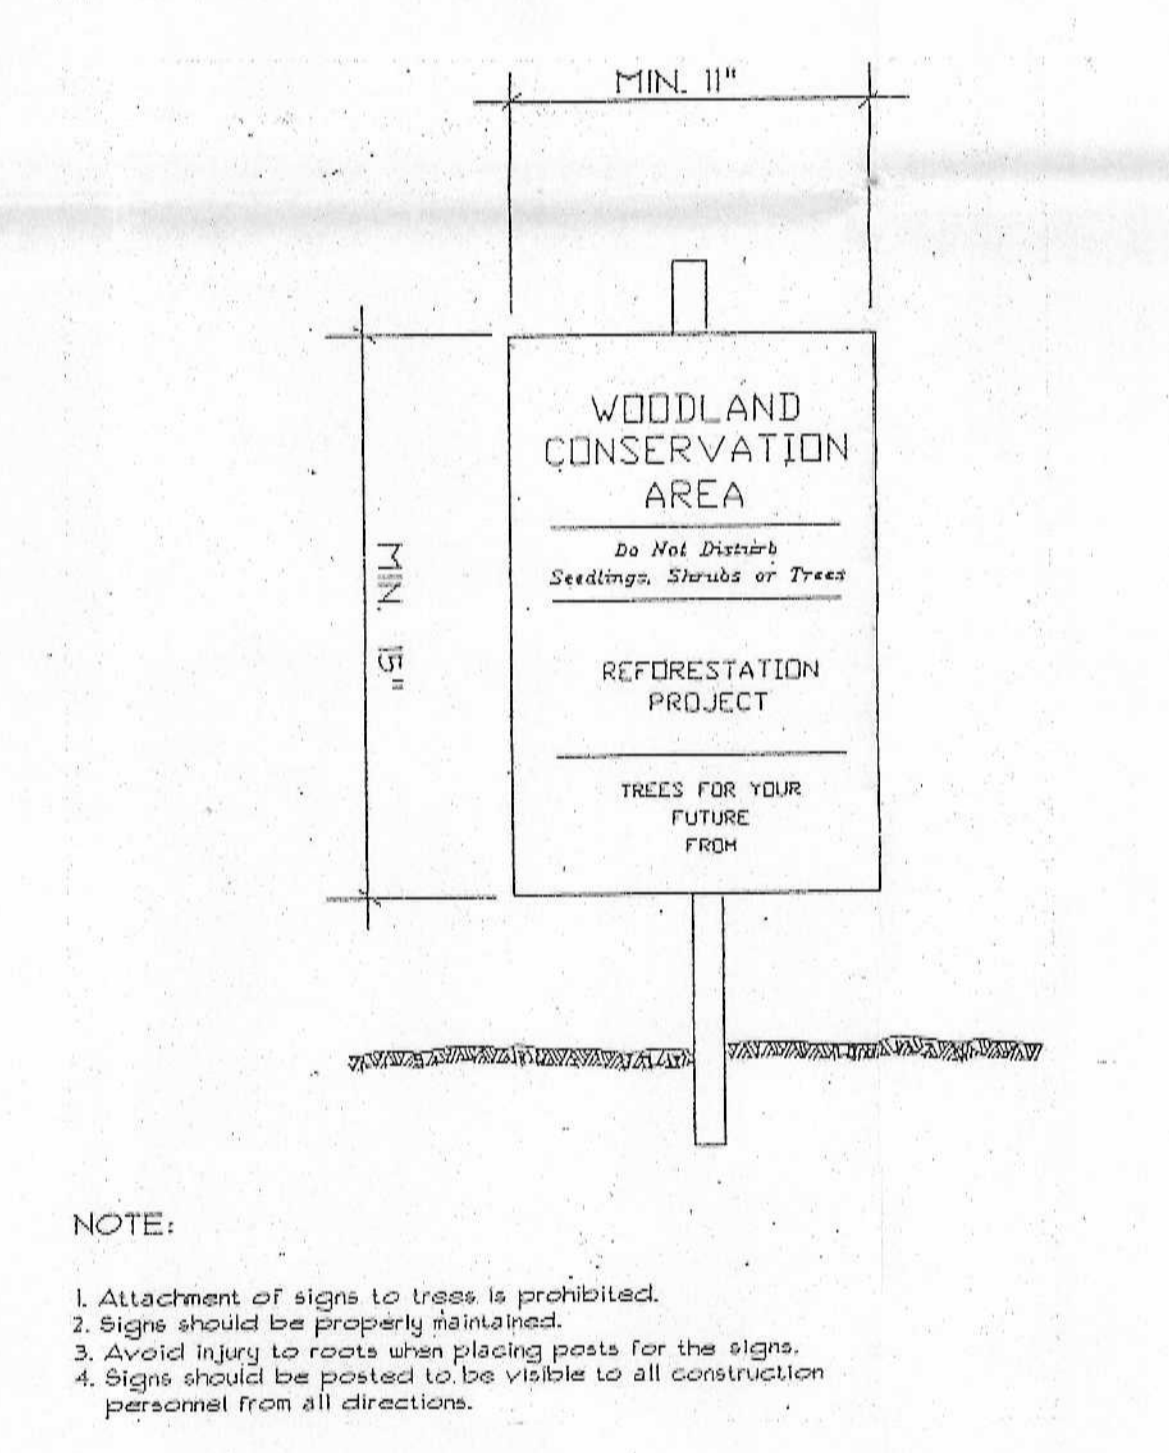 MIN. 11"
WOODLAND
CONSERVATION
AREA
Do Not Disturb
Seedlings, Shrubs or Trees
MIN. 15"
REFORESTATION
PROJECT
TREES FOR YOUR
FUTURE
FROM
NOTE:
1. Attachment of signs to trees is prohibited.
2. Signs should be properly maintained.
3. Avoid injury to roots when placing posts for the signs.
4. Signs should be posted to be visible to all construction
personnel from all directions.